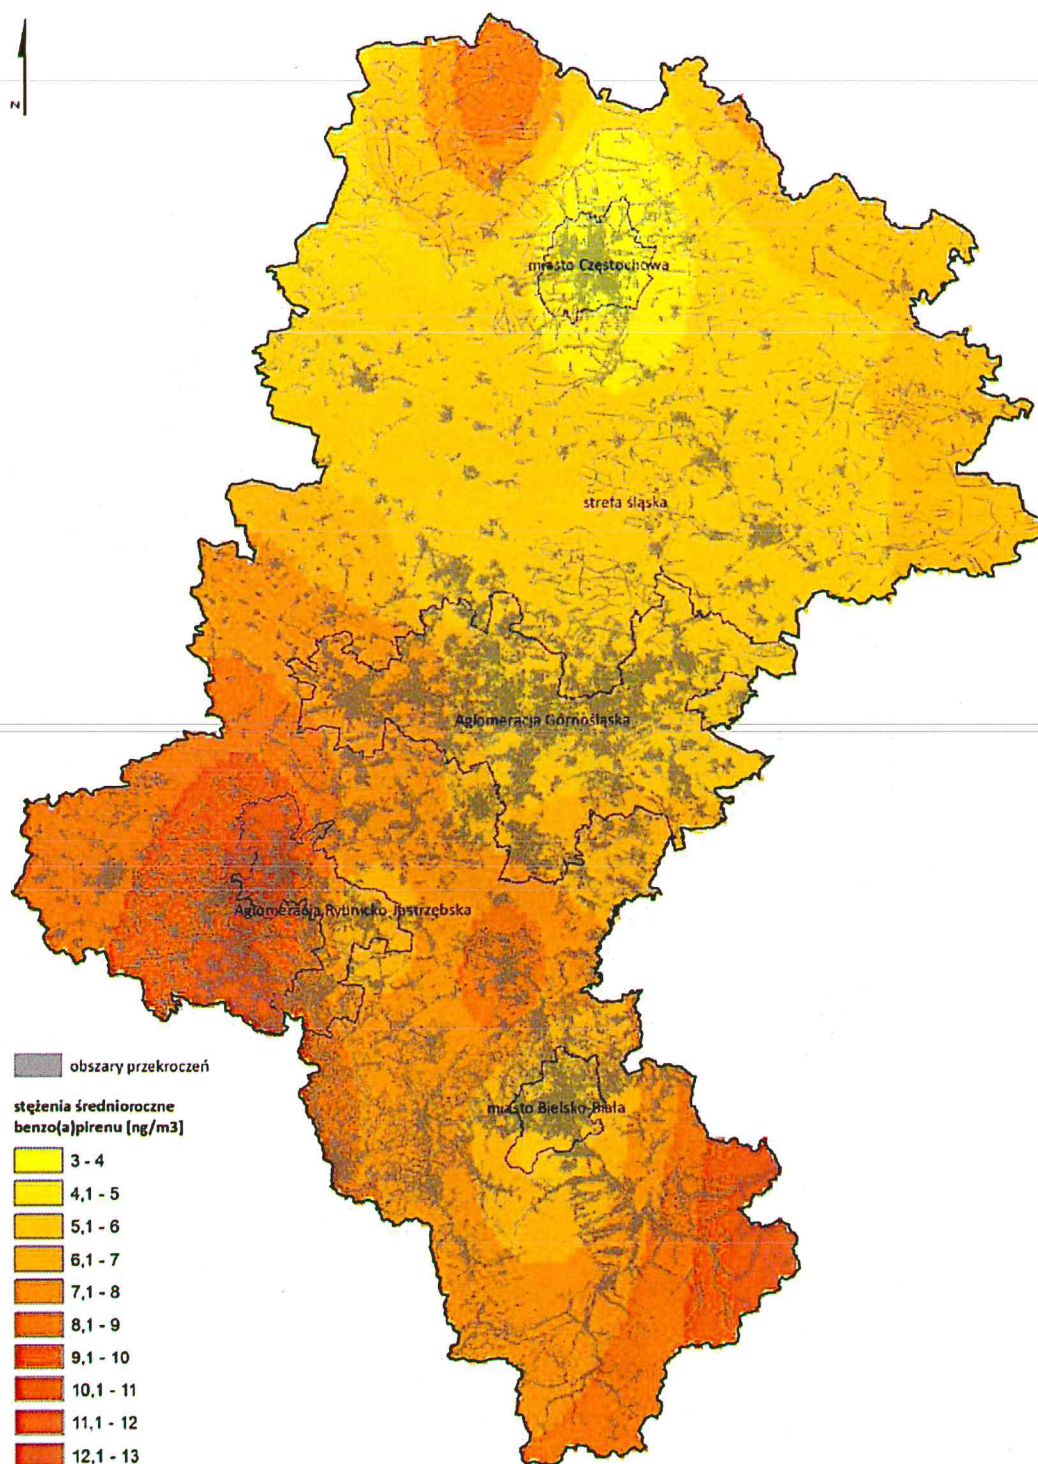 N
miasto Częstochowa
strefa śląska
Aglomeracja Górnośląska
Aglomeracja Rybnicko-Jastrzębska
miasto Bielsko-Biała
obszary przekroczeń
stężenia średnioroczne
benzo(a)pirenu [ng/m3]
3 - 4
4,1 - 5
5,1 - 6
6,1 - 7
7,1 - 8
8,1 - 9
9,1 - 10
10,1 - 11
11,1 - 12
12,1 - 13